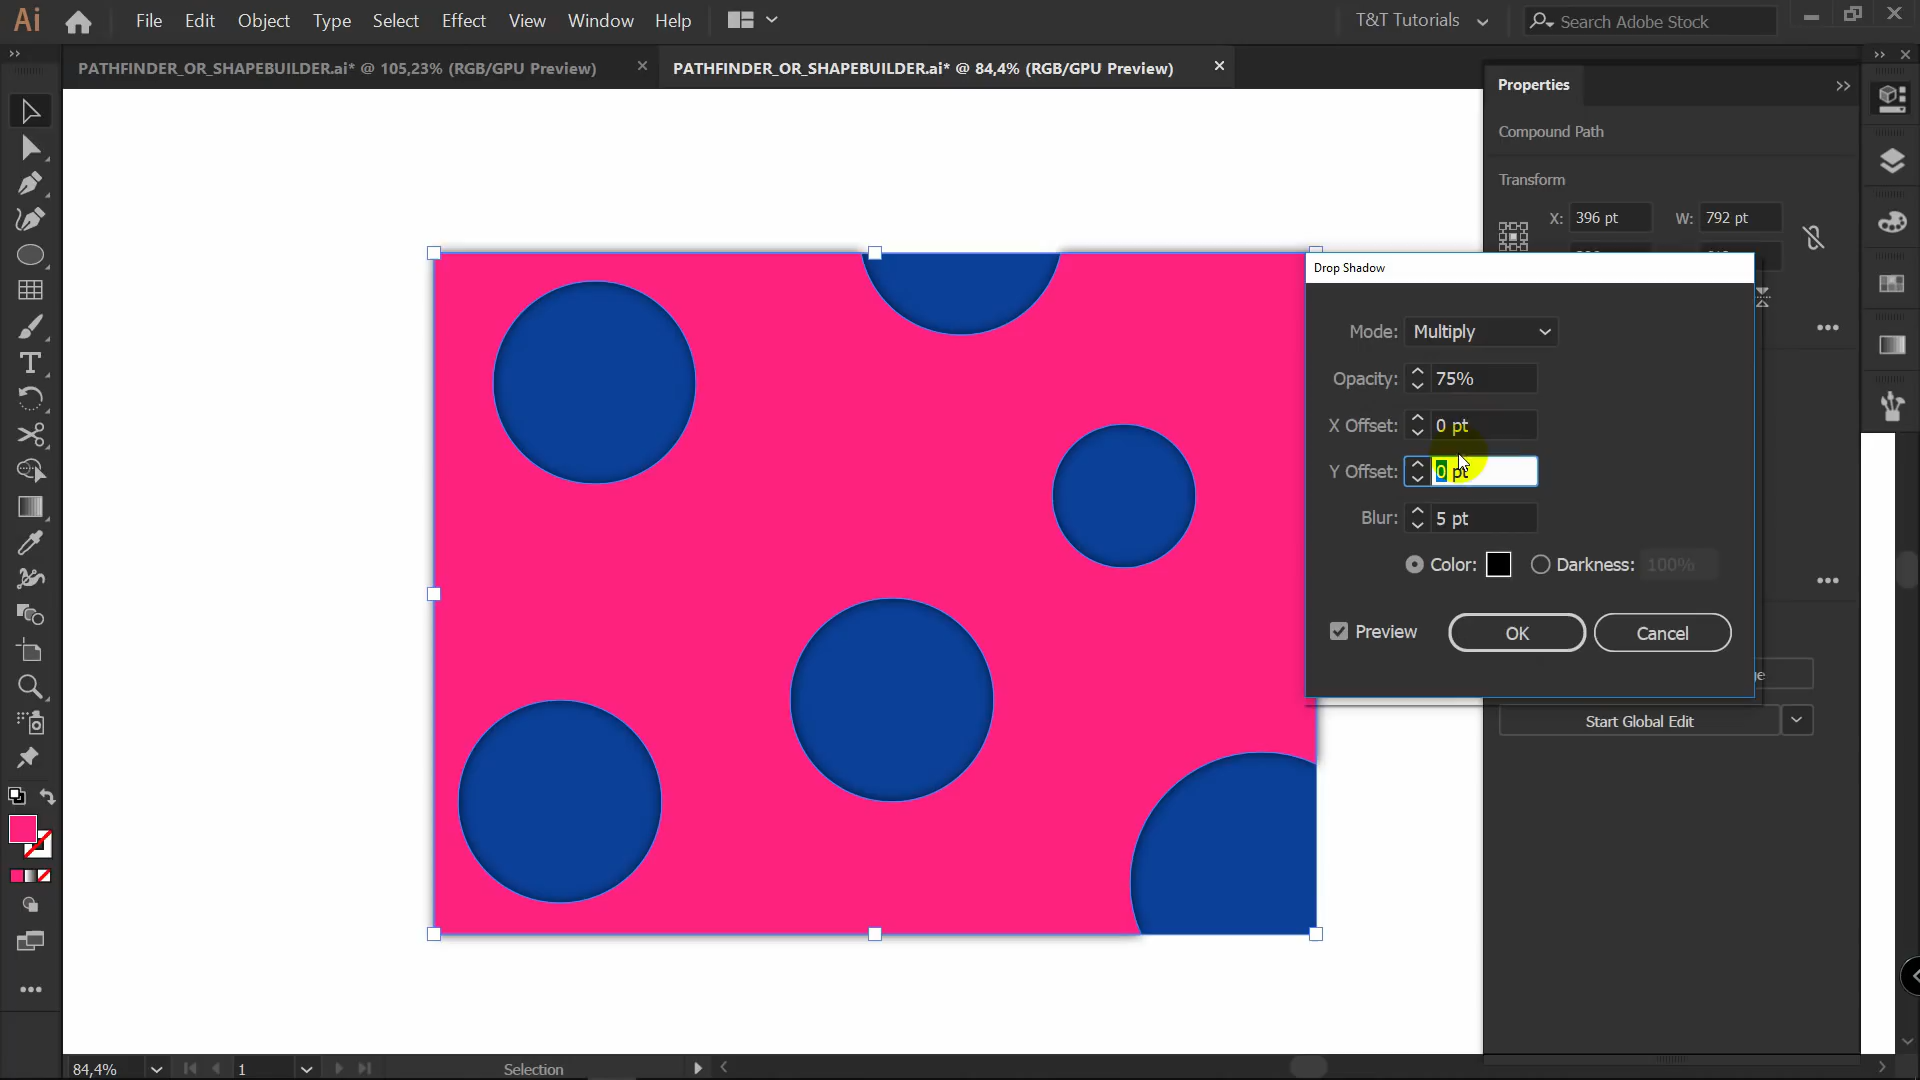 Ai
File Edit Object Type Select Effect View Window Help
T&T Tutorials
Search Adobe Stock
PATHFINDER_OR_SHAPEBUILDER.ai* @ 105,23% (RGB/GPU Preview)
PATHFINDER_OR_SHAPEBUILDER.ai* @ 84,4% (RGB/GPU Preview)
Properties
Compound Path
Transform
X: 396 pt W: 792 pt
Drop Shadow
Mode: Multiply
Opacity: 75%
X Offset: 0 pt
Y Offset: 0 pt
Blur: 5 pt
Color: Darkness: 100%
Preview OK Cancel
Start Global Edit
84,4% 1 Selection